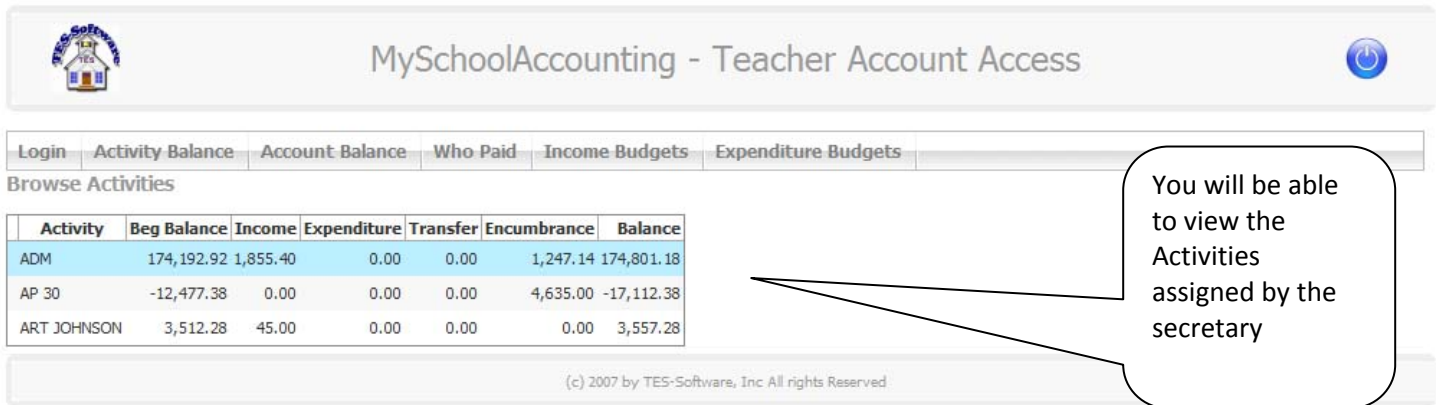 TES-Software
TES
MySchoolAccounting - Teacher Account Access
Login Activity Balance Account Balance Who Paid Income Budgets Expenditure Budgets
Browse Activities
Activity Beg Balance Income Expenditure Transfer Encumbrance Balance
ADM 174,192.92 1,855.40 0.00 0.00 1,247.14 174,801.18
AP 30 -12,477.38 0.00 0.00 0.00 4,635.00 -17,112.38
ART JOHNSON 3,512.28 45.00 0.00 0.00 0.00 3,557.28
You will be able
to view the
Activities
assigned by the
secretary
(c) 2007 by TES-Software, Inc All rights Reserved